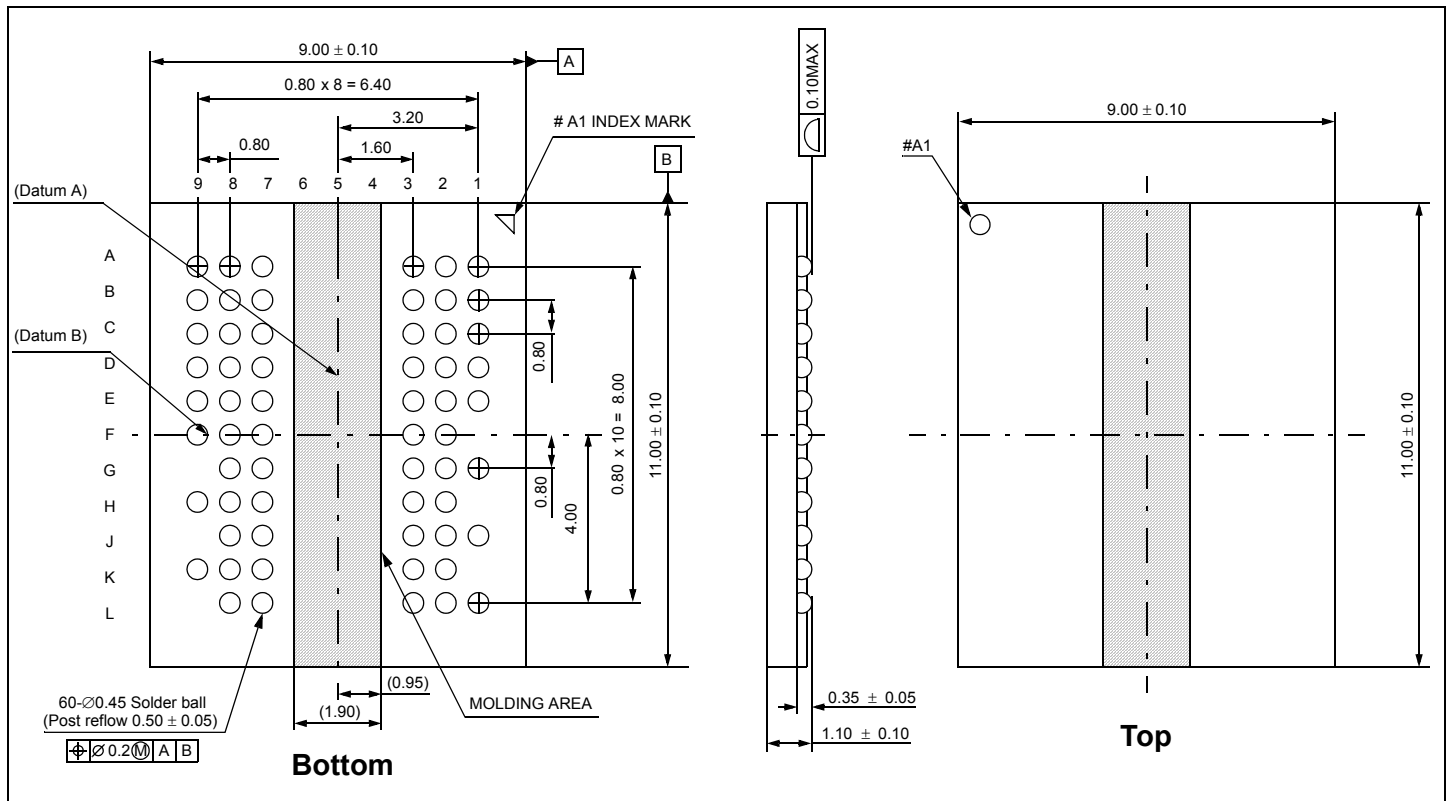 9.00 ± 0.10
A
0.80 x 8 = 6.40
3.20
# A1 INDEX MARK
0.80
1.60
B
(Datum A)
9 8 7 6 5 4 3 2 1
A
B
C
(Datum B)
D
E
F
G
H
J
K
L
0.80
0.80
4.00
0.80 x 10 = 8.00
11.00 ± 0.10
(0.95)
(1.90)
MOLDING AREA
60-∅0.45 Solder ball
(Post reflow 0.50 ± 0.05)
⌖ ∅ 0.2Ⓜ A B
Bottom
0.10MAX
0.35 ± 0.05
1.10 ± 0.10
9.00 ± 0.10
#A1
11.00 ± 0.10
Top